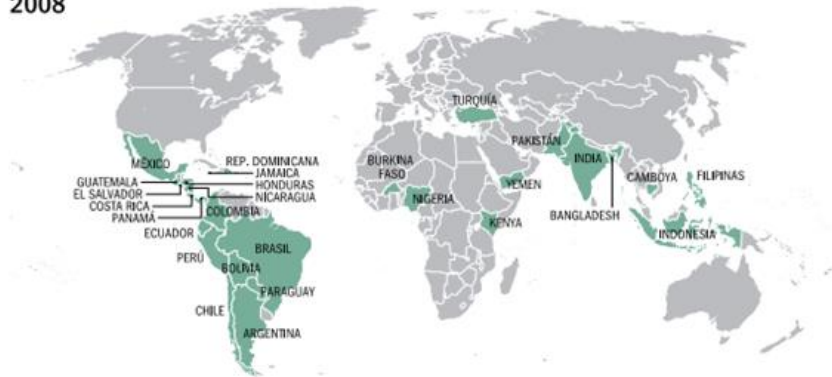 2008
TURQUÍA
MÉXICO
REP. DOMINICANA
JAMAICA
HONDURAS
NICARAGUA
GUATEMALA
EL SALVADOR
COSTA RICA
PANAMÁ
COLOMBIA
ECUADOR
PERÚ
BRASIL
BOLIVIA
PARAGUAY
CHILE
ARGENTINA
BURKINA
FASO
NIGERIA
YEMEN
KENYA
PAKISTÁN
INDIA
BANGLADESH
CAMBOYA
FILIPINAS
INDONESIA